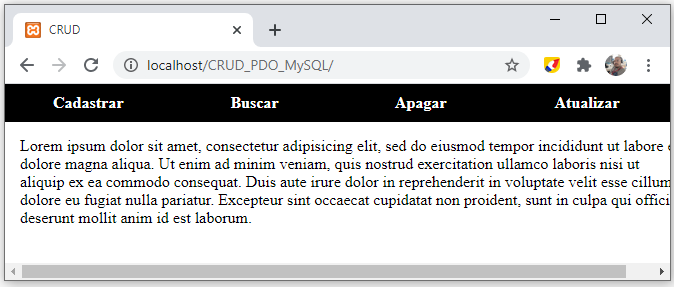 CRUD
localhost/CRUD_PDO_MySQL/
Cadastrar Buscar Apagar Atualizar
Lorem ipsum dolor sit amet, consectetur adipisicing elit, sed do eiusmod tempor incididunt ut labore e
dolore magna aliqua. Ut enim ad minim veniam, quis nostrud exercitation ullamco laboris nisi ut
aliquip ex ea commodo consequat. Duis aute irure dolor in reprehenderit in voluptate velit esse cillum
dolore eu fugiat nulla pariatur. Excepteur sint occaecat cupidatat non proident, sunt in culpa qui offici
deserunt mollit anim id est laborum.